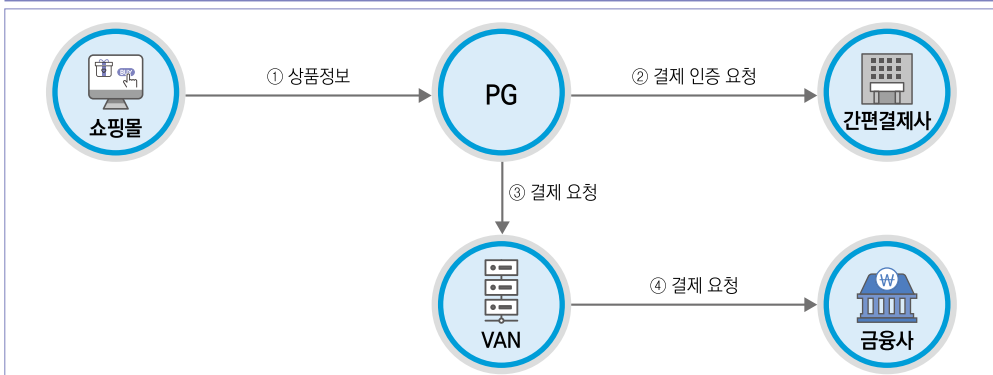 BUY
쇼핑몰
① 상품정보
PG
② 결제 인증 요청
간편결제사
③ 결제 요청
VAN
④ 결제 요청
₩
금융사